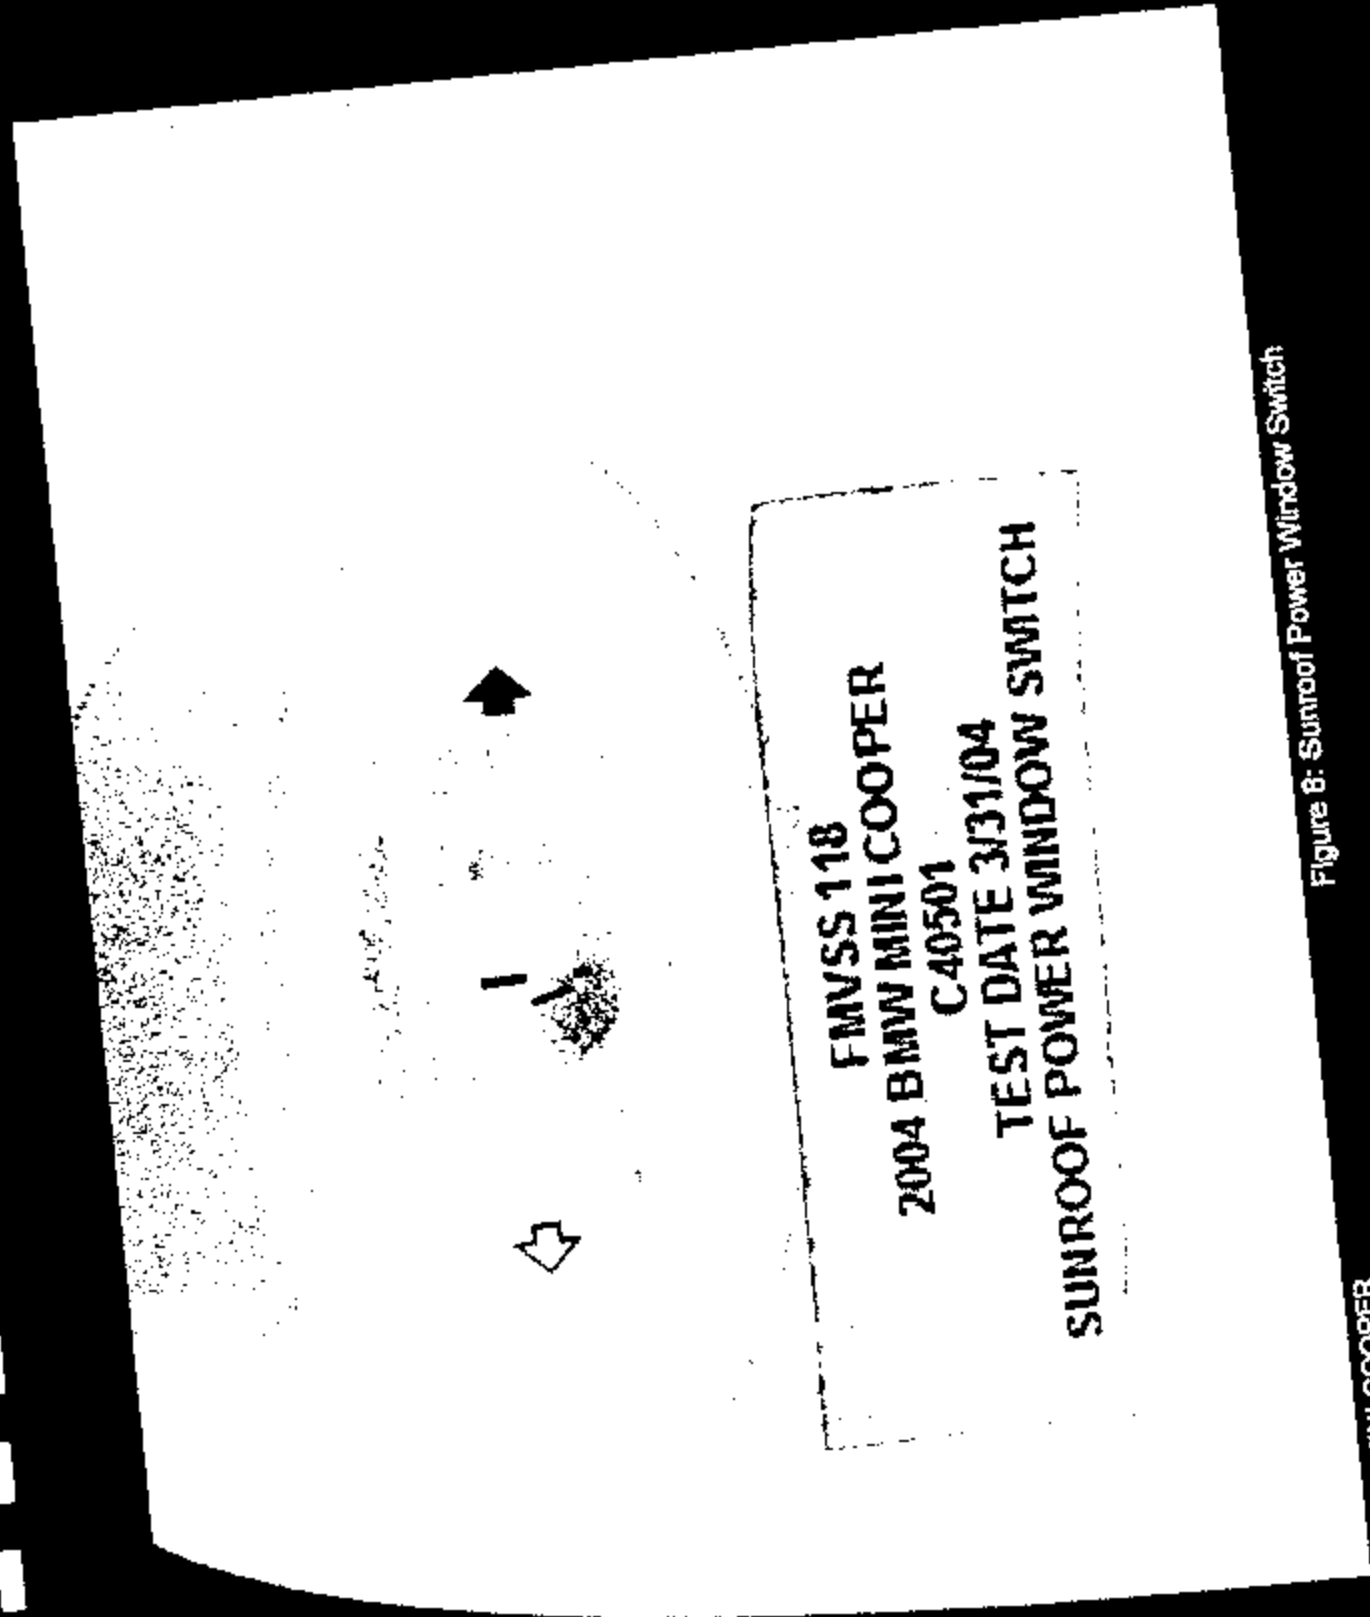 FMVSS 118
2004 BMW MINI COOPER
C40501
TEST DATE 3/31/04
SUNROOF POWER WINDOW SWITCH
Figure 8: Sunroof Power Window Switch
COOPER